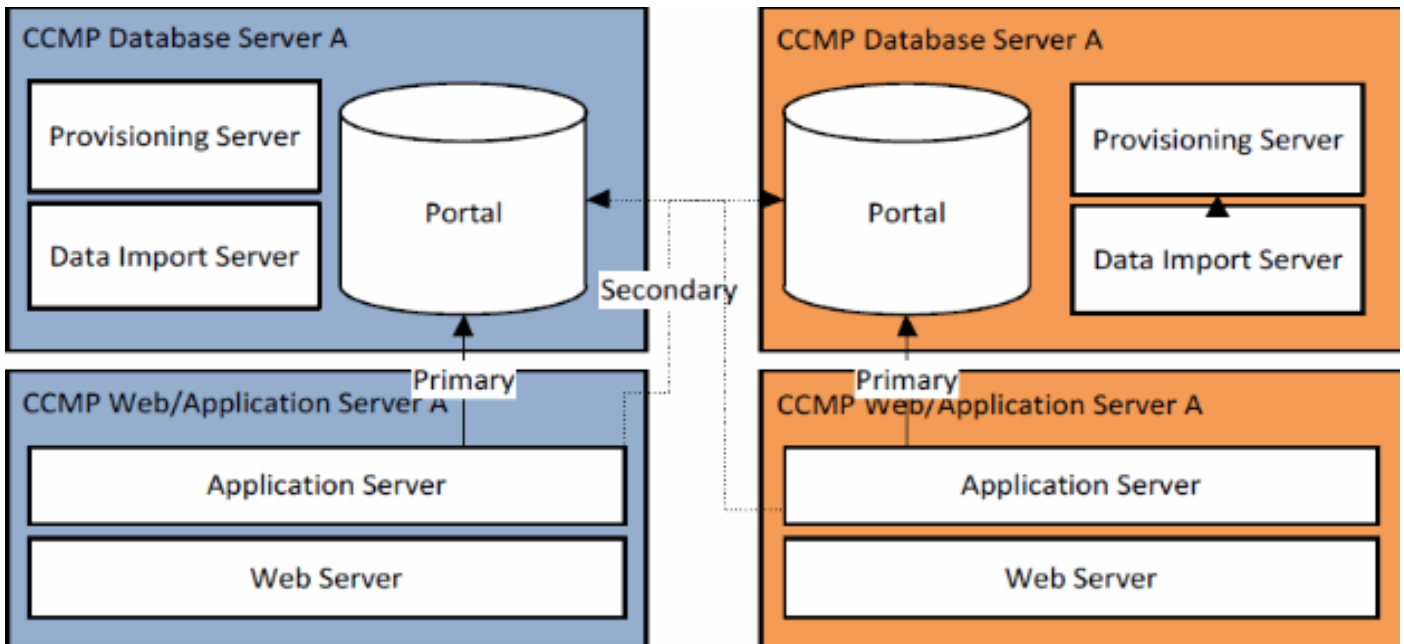 CCMP Database Server A
Provisioning Server
Data Import Server
Portal
Secondary
CCMP Database Server A
Portal
Provisioning Server
Data Import Server
Primary
CCMP Web/Application Server A
Application Server
Web Server
Primary
CCMP Web/Application Server A
Application Server
Web Server